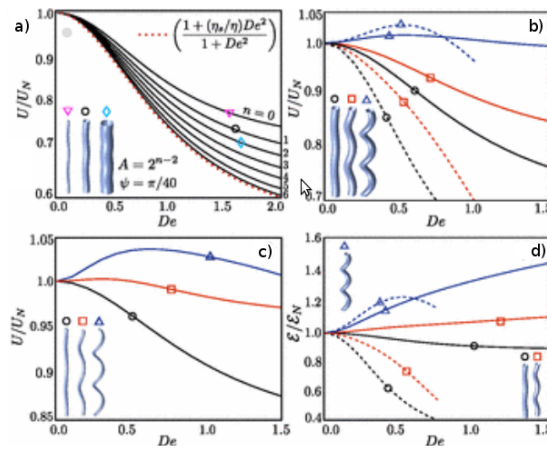 a)
1.0
0.9
0.8
0.7
0.6
U/U_N
(1 + (η_s/η)De²) / (1 + De²)
n = 0
1
2
3
4
5
6
A = 2^{n−2}
ψ = π/40
0.0 0.5 1.0 1.5 2.0
De
b)
1.0
0.9
0.8
0.7
U/U_N
0.0 0.5 1.0 1.5
De
c)
1.05
1.0
0.95
0.9
0.85
U/U_N
0.0 0.5 1.0 1.5
De
d)
1.6
1.4
1.2
1.0
0.8
0.6
0.4
ℰ/ℰ_N
0.0 0.5 1.0 1.5
De